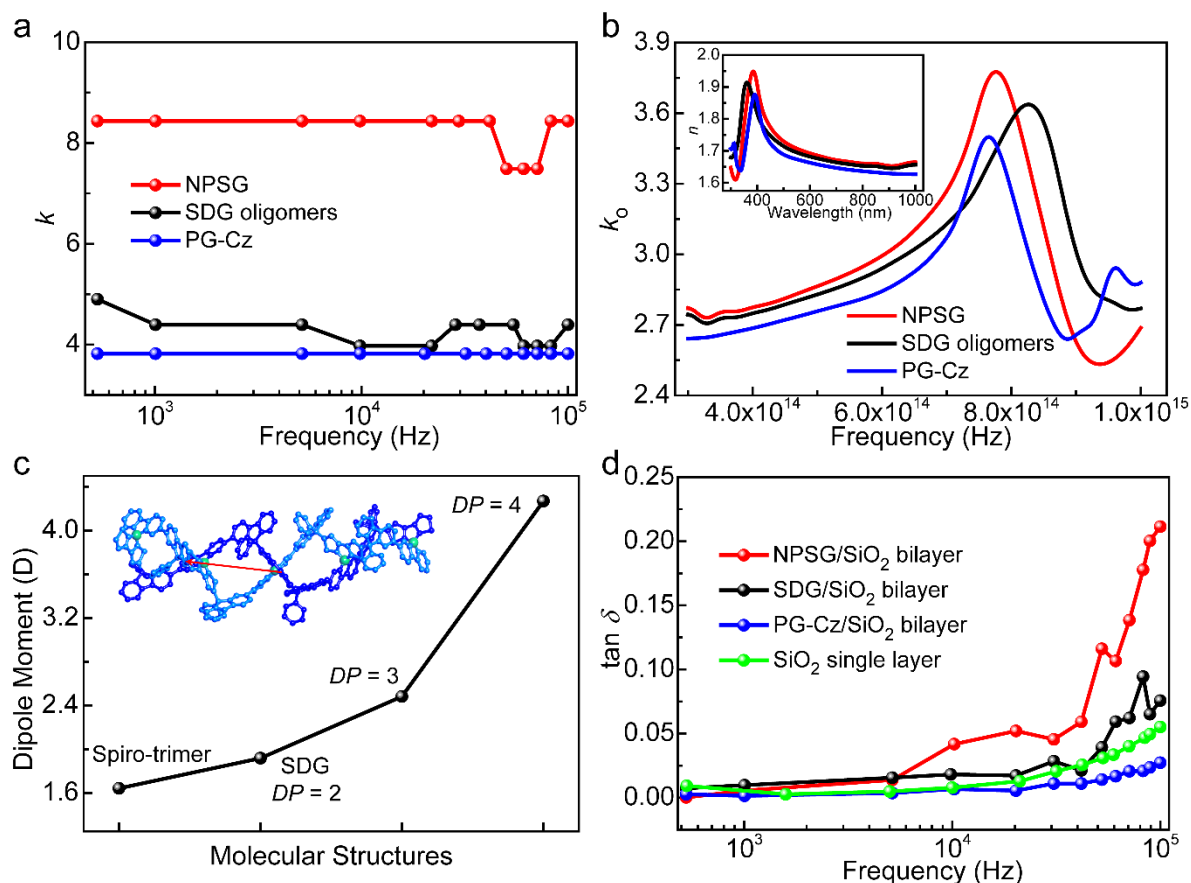 a
10
8
6
4
k
NPSG
SDG oligomers
PG-Cz
10³
10⁴
10⁵
Frequency (Hz)
b
3.9
3.6
3.3
3.0
2.7
2.4
kₒ
2.0
1.9
1.8
1.7
1.6
n
400
600
800
1000
Wavelength (nm)
NPSG
SDG oligomers
PG-Cz
4.0x10¹⁴
6.0x10¹⁴
8.0x10¹⁴
1.0x10¹⁵
Frequency (Hz)
c
4.0
3.2
2.4
1.6
Dipole Moment (D)
DP = 4
DP = 3
Spiro-trimer
SDG
DP = 2
Molecular Structures
d
0.25
0.20
0.15
0.10
0.05
0.00
tan δ
NPSG/SiO₂ bilayer
SDG/SiO₂ bilayer
PG-Cz/SiO₂ bilayer
SiO₂ single layer
10³
10⁴
10⁵
Frequency (Hz)